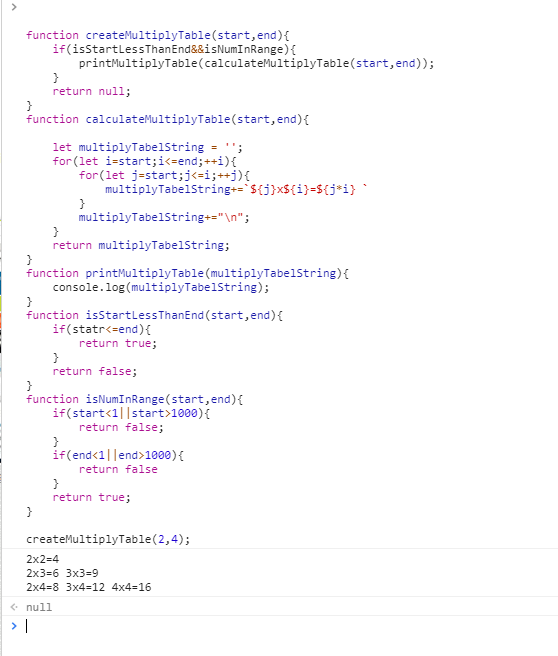 function createMultiplyTable(start,end){
    if(isStartLessThanEnd&&isNumInRange){
        printMultiplyTable(calculateMultiplyTable(start,end));
    }
    return null;
}
function calculateMultiplyTable(start,end){
    let multiplyTabelString = '';
    for(let i=start;i<=end;++i){
        for(let j=start;j<=i;++j){
            multiplyTabelString+=`${j}x${i}=${j*i} `
        }
        multiplyTabelString+="\n";
    }
    return multiplyTabelString;
}
function printMultiplyTable(multiplyTabelString){
    console.log(multiplyTabelString);
}
function isStartLessThanEnd(start,end){
    if(statr<=end){
        return true;
    }
    return false;
}
function isNumInRange(start,end){
    if(start<1||start>1000){
        return false;
    }
    if(end<1||end>1000){
        return false
    }
    return true;
}
createMultiplyTable(2,4);
2x2=4
2x3=6 3x3=9
2x4=8 3x4=12 4x4=16
null